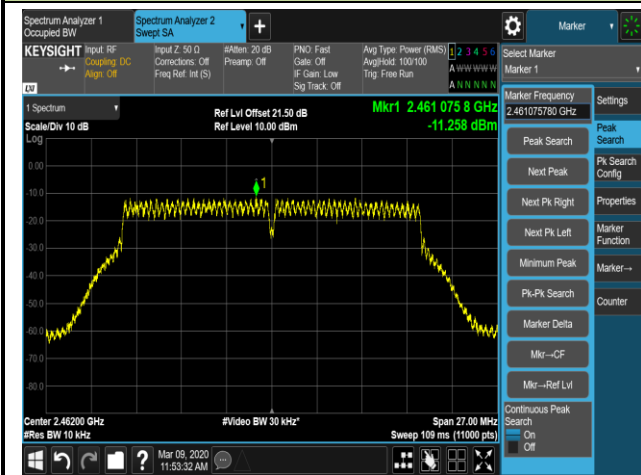 Spectrum Analyzer 1
Occupied BW
Spectrum Analyzer 2
Swept SA
+
Marker
KEYSIGHT
Input: RF
Coupling: DC
Align: Off
Input Z: 50 Ω
Corrections: Off
Freq Ref: Int (S)
#Atten: 20 dB
Preamp: Off
PNO: Fast
Gate: Off
IF Gain: Low
Sig Track: Off
Avg Type: Power (RMS)
Avg|Hold: 100/100
Trig: Free Run
1 2 3 4 5 6
A W W W W W
A N N N N N
LXI
Select Marker
Marker 1
1 Spectrum
Scale/Div 10 dB
Ref Lvl Offset 21.50 dB
Ref Level 10.00 dBm
Mkr1 2.461 075 8 GHz
-11.258 dBm
Log
0.00
-10.0
-20.0
-30.0
-40.0
-50.0
-60.0
-70.0
-80.0
1
Center 2.46200 GHz
#Res BW 10 kHz
#Video BW 30 kHz*
Span 27.00 MHz
Sweep 109 ms (11000 pts)
Marker Frequency
2.461075780 GHz
Peak Search
Next Peak
Next Pk Right
Next Pk Left
Minimum Peak
Pk-Pk Search
Marker Delta
Mkr→CF
Mkr→Ref Lvl
Continuous Peak
Search
On
Off
Settings
Peak
Search
Pk Search
Config
Properties
Marker
Function
Marker→
Counter
?
Mar 09, 2020
11:53:32 AM